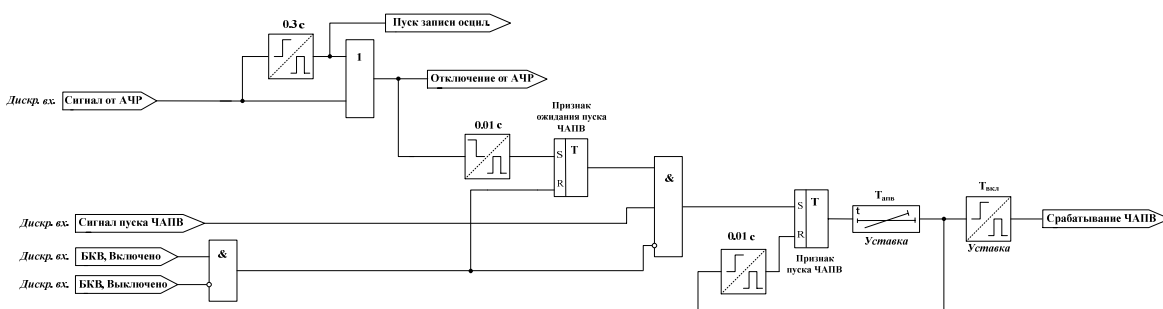 0.3 с
Пуск записи осцил.
1
Отключение от АЧР
Дискр. вх.
Сигнал от АЧР
Признак
ожидания пуска
ЧАПВ
0.01 с
S
T
R
&
Дискр. вх.
Сигнал пуска ЧАПВ
Дискр. вх.
БКВ, Включено
&
Дискр. вх.
БКВ, Выключено
0.01 с
S
T
R
Признак
пуска ЧАПВ
Tапв
t
Уставка
Tвкл
Уставка
Срабатывание ЧАПВ